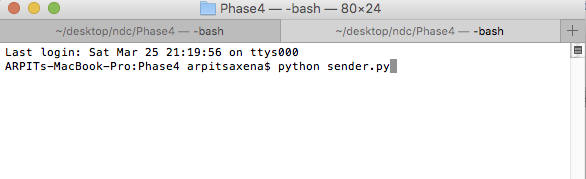 Phase4 — -bash — 80×24
~/desktop/ndc/Phase4 — -bash
~/desktop/ndc/Phase4 — -bash
+
Last login: Sat Mar 25 21:19:56 on ttys000
ARPITs-MacBook-Pro:Phase4 arpitsaxena$ python sender.py